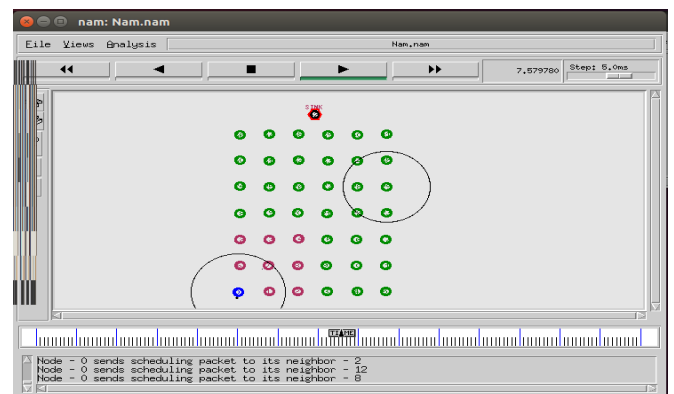 nam: Nam.nam
File Views Analysis Nam.nam
7.579780 Step: 5.0ms
SINK
TIME
Node - 0 sends scheduling packet to its neighbor - 2
Node - 0 sends scheduling packet to its neighbor - 12
Node - 0 sends scheduling packet to its neighbor - 8